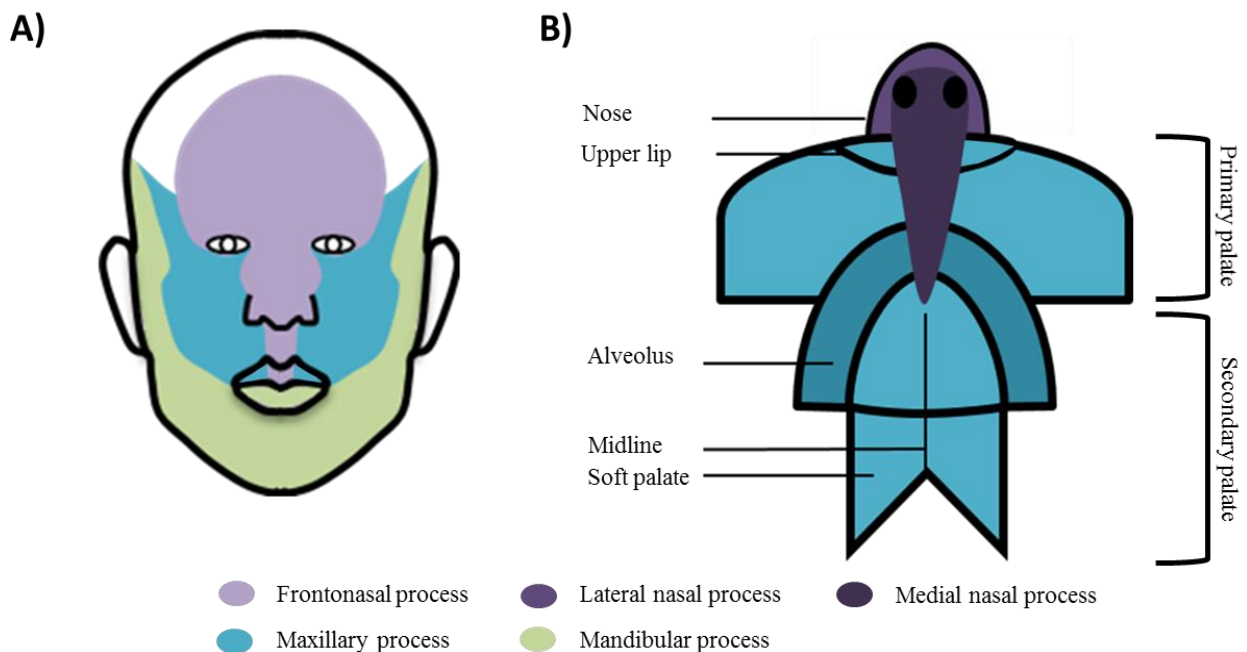 A)
B)
Nose
Upper lip
Alveolus
Midline
Soft palate
Primary palate
Secondary palate
Frontonasal process
Lateral nasal process
Medial nasal process
Maxillary process
Mandibular process